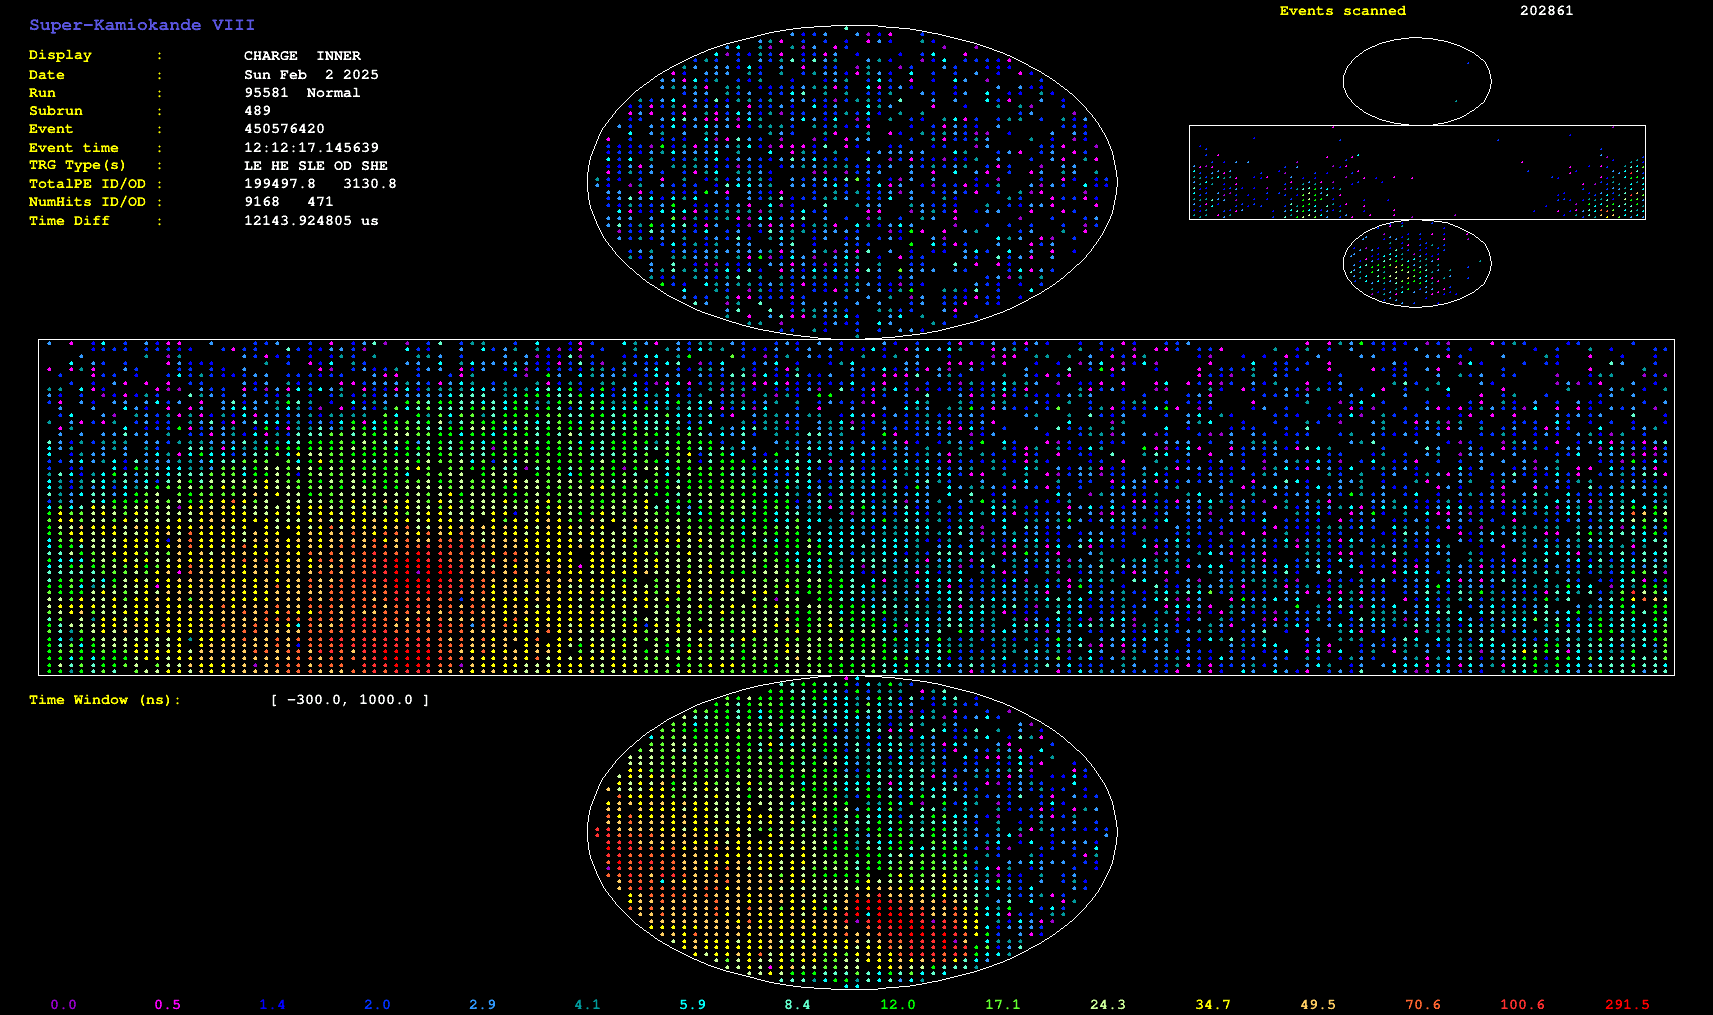 Super-Kamiokande VIII
Events scanned 202861
Display : CHARGE INNER
Date : Sun Feb 2 2025
Run : 95581 Normal
Subrun : 489
Event : 450576420
Event time : 12:12:17.145639
TRG Type(s) : LE HE SLE OD SHE
TotalPE ID/OD : 199497.8 3130.8
NumHits ID/OD : 9168 471
Time Diff : 12143.924805 us
Time Window (ns): [ -300.0, 1000.0 ]
0.0 0.5 1.4 2.0 2.9 4.1 5.9 8.4 12.0 17.1 24.3 34.7 49.5 70.6 100.6 291.5